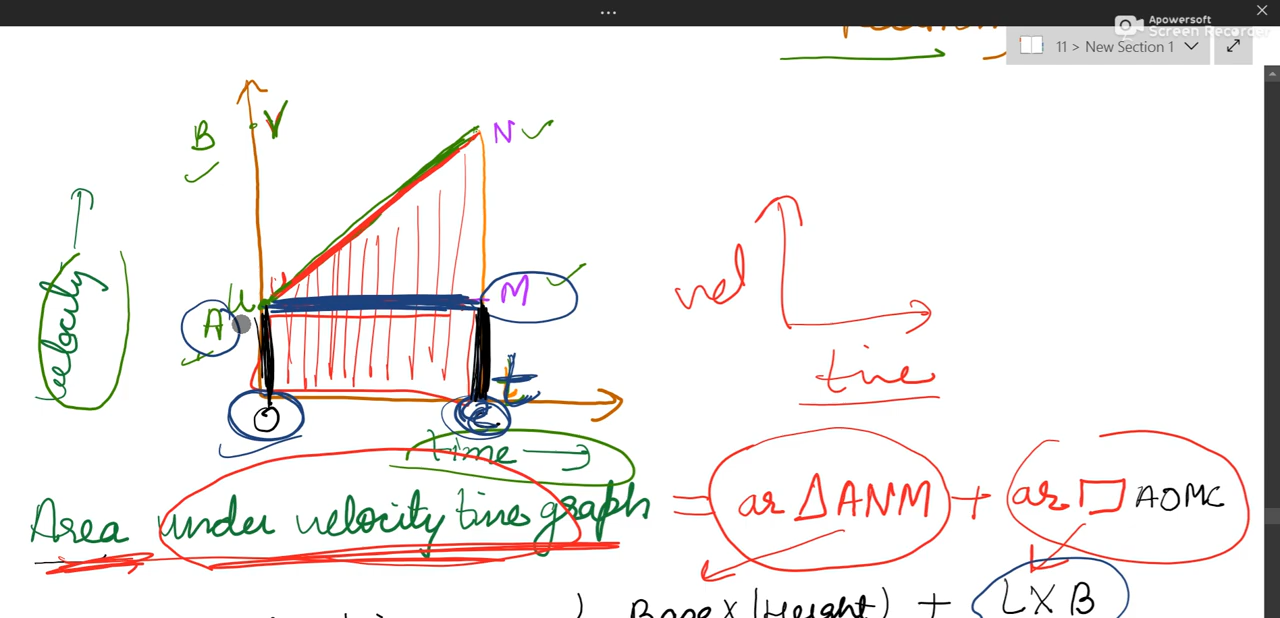 ...
Apowersoft
Screen Recorder
11 > New Section 1
V
B
N
velocity
vel
M
A
u
t
time
O
C
time
Area under velocity time graph = ar △ANM + ar ▭ AOMC
Base x (Height) + L X B